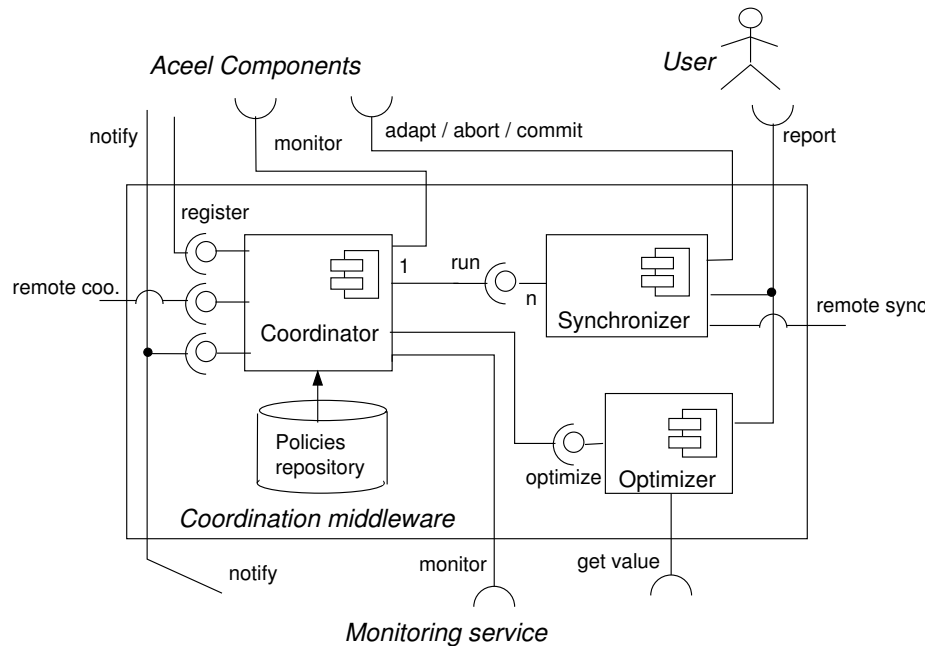 Aceel Components
User
notify
monitor
adapt / abort / commit
report
register
1
run
n
remote coo.
Coordinator
Synchronizer
remote sync
Policies
repository
optimize
Optimizer
Coordination middleware
notify
monitor
get value
Monitoring service